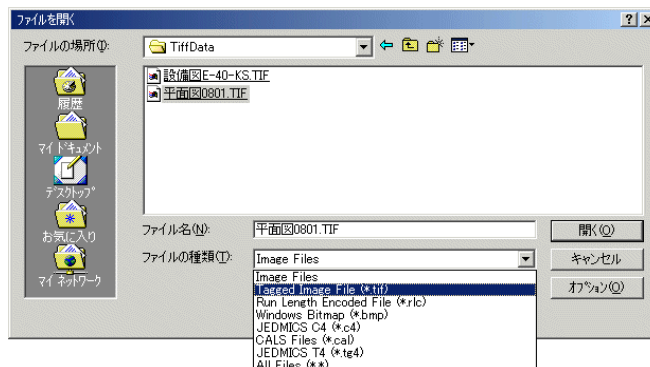 ファイルを開く
ファイルの場所(I):
TiffData
設備図E-40-KS.TIF
平面図0801.TIF
履歴
マイ ドキュメント
デスクトップ
お気に入り
マイ ネットワーク
ファイル名(N):
平面図0801.TIF
開く(O)
ファイルの種類(T):
Image Files
キャンセル
オプション(O)
Image Files
Tagged Image File (*.tif)
Run Length Encoded File (*.rlc)
Windows Bitmap (*.bmp)
JEDMICS C4 (*.c4)
CALS Files (*.cal)
JEDMICS T4 (*.tg4)
All Files (*.*)